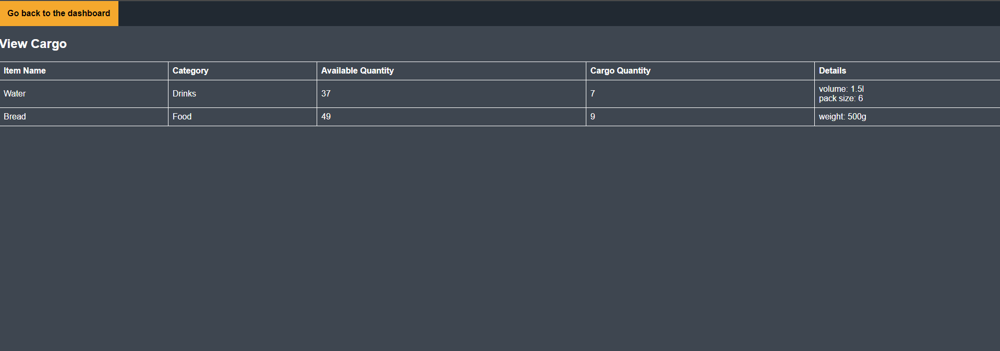 Go back to the dashboard
View Cargo
Item Name Category Available Quantity Cargo Quantity Details
Water Drinks 37 7 volume: 1.5l
pack size: 6
Bread Food 49 9 weight: 500g